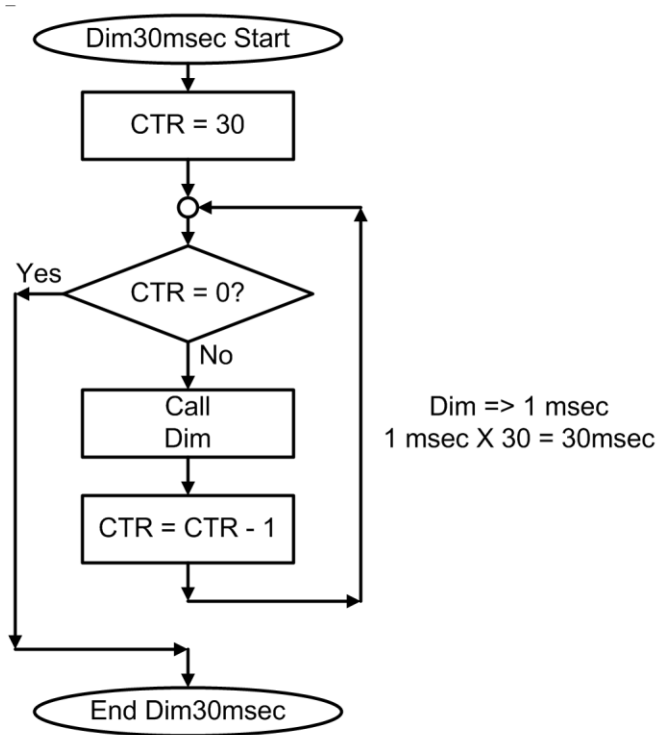 Dim30msec Start
CTR = 30
Yes
CTR = 0?
No
Call
Dim
Dim => 1 msec
1 msec X 30 = 30msec
CTR = CTR - 1
End Dim30msec